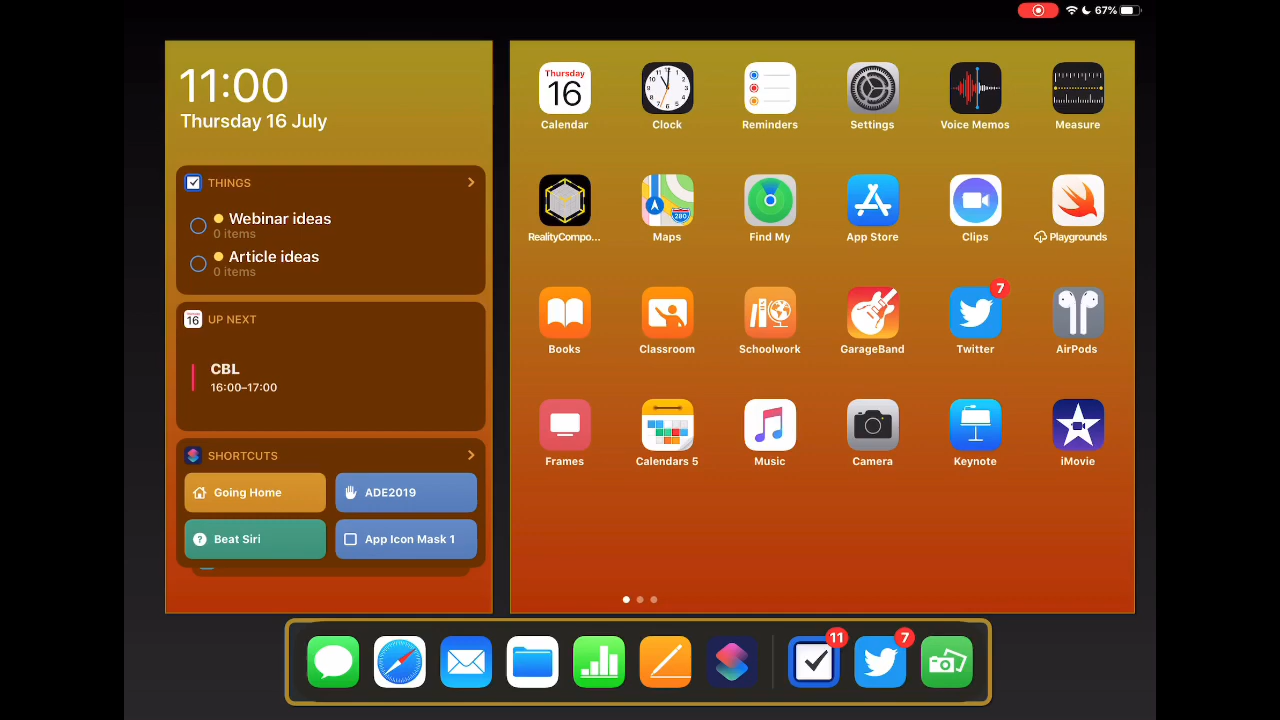 67%
11:00
Thursday 16 July
THINGS
Webinar ideas
0 items
Article ideas
0 items
16
UP NEXT
CBL
16:00–17:00
SHORTCUTS
Going Home
ADE2019
Beat Siri
App Icon Mask 1
Thursday
16
Calendar
Clock
Reminders
Settings
Voice Memos
Measure
RealityCompo...
280
Maps
Find My
App Store
Clips
Playgrounds
Books
Classroom
Schoolwork
GarageBand
7
Twitter
AirPods
Frames
Calendars 5
Music
Camera
Keynote
iMovie
11
7